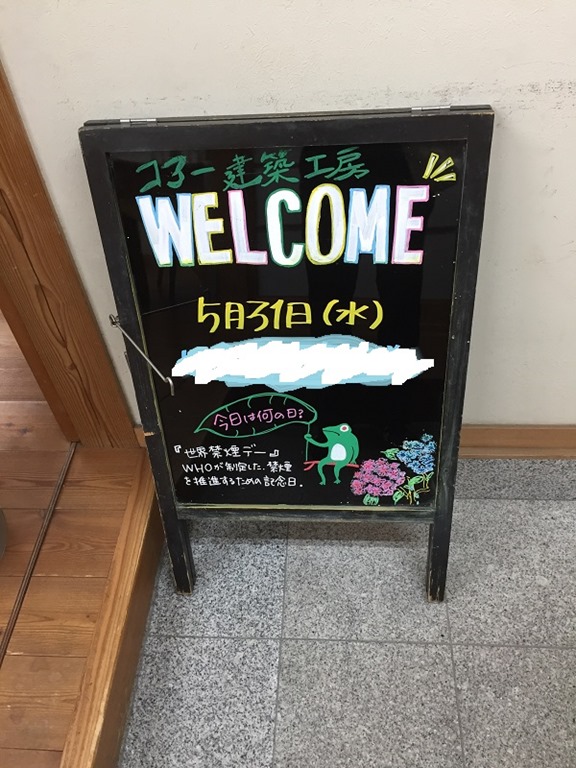 コアー建築工房
WELCOME
5月31日(水)
今日は何の日?
『世界禁煙デー』
WHOが制定した、禁煙
を推進するための記念日。